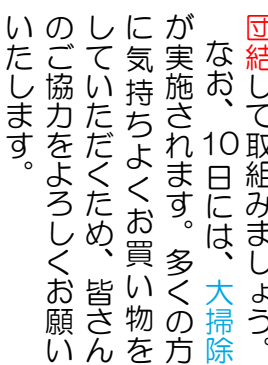 団結して取組みましょう。
なお、10日には、大掃除
が実施されます。多くの方
に気持ちよくお買い物を
していただくため、皆さん
のご協力をよろしくお願い
いたします。